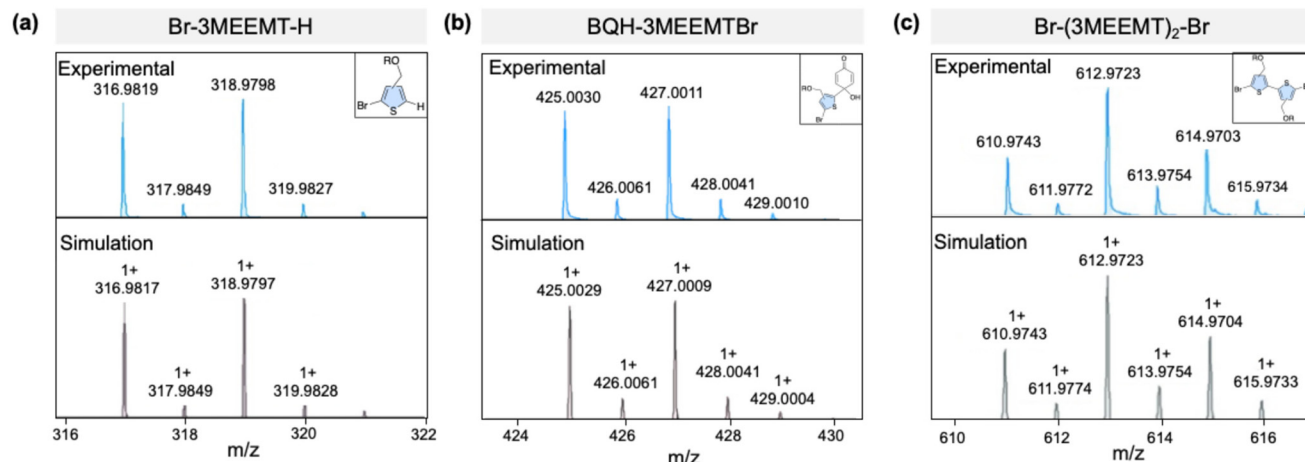 (a) Br-3MEEMT-H
Experimental
316.9819
318.9798
317.9849
319.9827
RO
Br
S
H
Simulation
1+
316.9817
1+
318.9797
1+
317.9849
1+
319.9828
316 318 320 322
m/z
(b) BQH-3MEEMTBr
Experimental
425.0030
427.0011
426.0061
428.0041
429.0010
O
RO
OH
S
Br
Simulation
1+
425.0029
1+
427.0009
1+
426.0061
1+
428.0041
1+
429.0004
424 426 428 430
m/z
(c) Br-(3MEEMT)₂-Br
Experimental
612.9723
610.9743
614.9703
611.9772
613.9754
615.9734
RO
S
Br
S
OR
Simulation
1+
612.9723
1+
610.9743
1+
614.9704
1+
611.9774
1+
613.9754
1+
615.9733
610 612 614 616
m/z